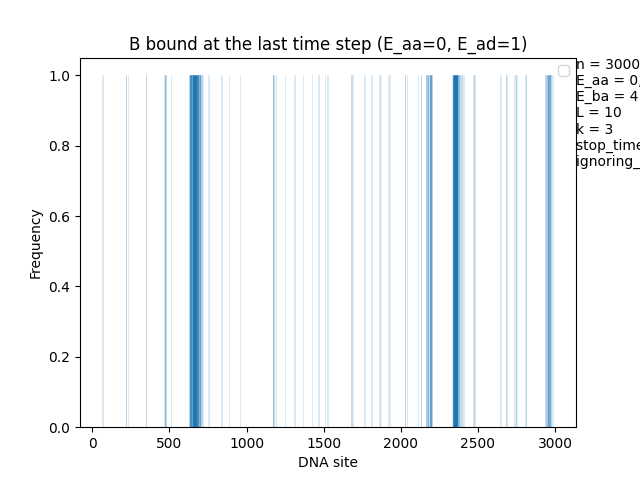 B bound at the last time step (E_aa=0, E_ad=1)
n = 3000
E_aa = 0,
E_ba = 4
L = 10
k = 3
stop_time
ignoring_
1.0
0.8
0.6
0.4
0.2
0.0
Frequency
0 500 1000 1500 2000 2500 3000
DNA site